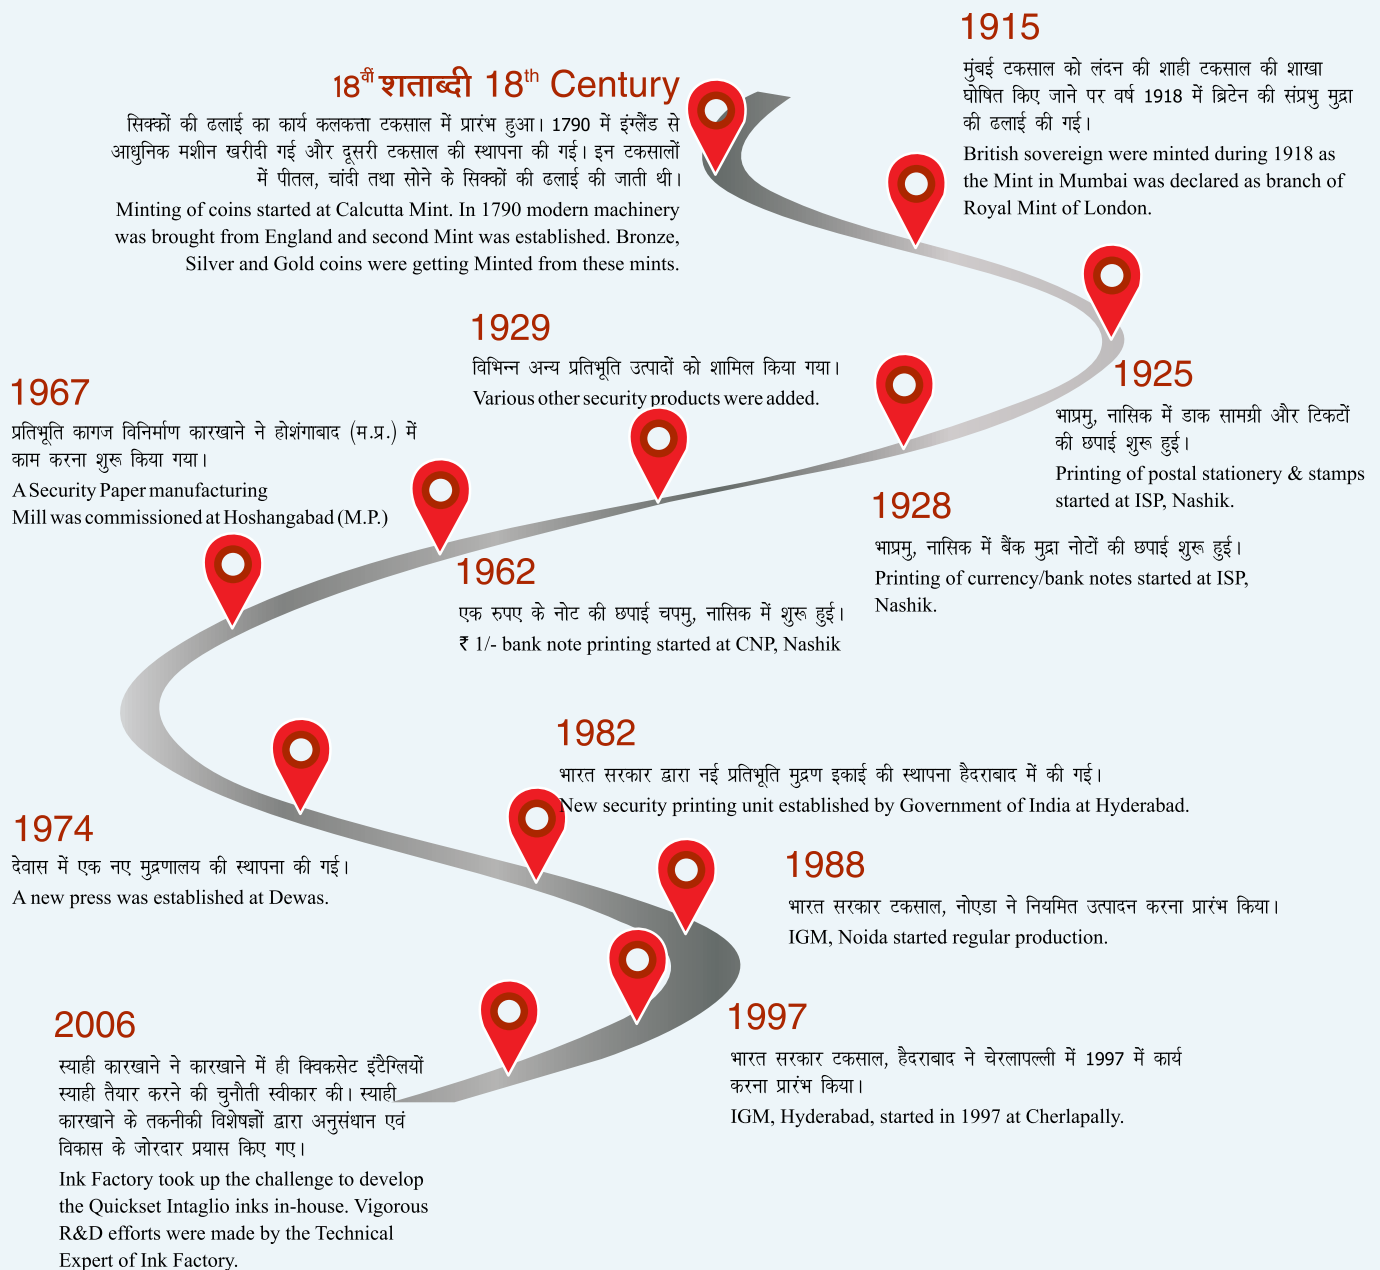 18वीं शताब्दी 18th Century
सिक्कों की ढलाई का कार्य कलकत्ता टकसाल में प्रारंभ हुआ। 1790 में इंग्लैंड से
आधुनिक मशीन खरीदी गई और दूसरी टकसाल की स्थापना की गई। इन टकसालों
में पीतल, चांदी तथा सोने के सिक्कों की ढलाई की जाती थी।
Minting of coins started at Calcutta Mint. In 1790 modern machinery
was brought from England and second Mint was established. Bronze,
Silver and Gold coins were getting Minted from these mints.
1915
मुंबई टकसाल को लंदन की शाही टकसाल की शाखा
घोषित किए जाने पर वर्ष 1918 में ब्रिटेन की संप्रभु मुद्रा
की ढलाई की गई।
British sovereign were minted during 1918 as
the Mint in Mumbai was declared as branch of
Royal Mint of London.
1925
भाप्रमु, नासिक में डाक सामग्री और टिकटों
की छपाई शुरू हुई।
Printing of postal stationery & stamps
started at ISP, Nashik.
1928
भाप्रमु, नासिक में बैंक मुद्रा नोटों की छपाई शुरू हुई।
Printing of currency/bank notes started at ISP,
Nashik.
1929
विभिन्न अन्य प्रतिभूति उत्पादों को शामिल किया गया।
Various other security products were added.
1962
एक रुपए के नोट की छपाई चपमु, नासिक में शुरू हुई।
₹ 1/- bank note printing started at CNP, Nashik
1967
प्रतिभूति कागज विनिर्माण कारखाने ने होशंगाबाद (म.प्र.) में
काम करना शुरू किया गया।
A Security Paper manufacturing
Mill was commissioned at Hoshangabad (M.P.)
1974
देवास में एक नए मुद्रणालय की स्थापना की गई।
A new press was established at Dewas.
1982
भारत सरकार द्वारा नई प्रतिभूति मुद्रण इकाई की स्थापना हैदराबाद में की गई।
New security printing unit established by Government of India at Hyderabad.
1988
भारत सरकार टकसाल, नोएडा ने नियमित उत्पादन करना प्रारंभ किया।
IGM, Noida started regular production.
1997
भारत सरकार टकसाल, हैदराबाद ने चेरलापल्ली में 1997 में कार्य
करना प्रारंभ किया।
IGM, Hyderabad, started in 1997 at Cherlapally.
2006
स्याही कारखाने ने कारखाने में ही क्विकसेट इंटैग्लियों
स्याही तैयार करने की चुनौती स्वीकार की। स्याही
कारखाने के तकनीकी विशेषज्ञों द्वारा अनुसंधान एवं
विकास के जोरदार प्रयास किए गए।
Ink Factory took up the challenge to develop
the Quickset Intaglio inks in-house. Vigorous
R&D efforts were made by the Technical
Expert of Ink Factory.